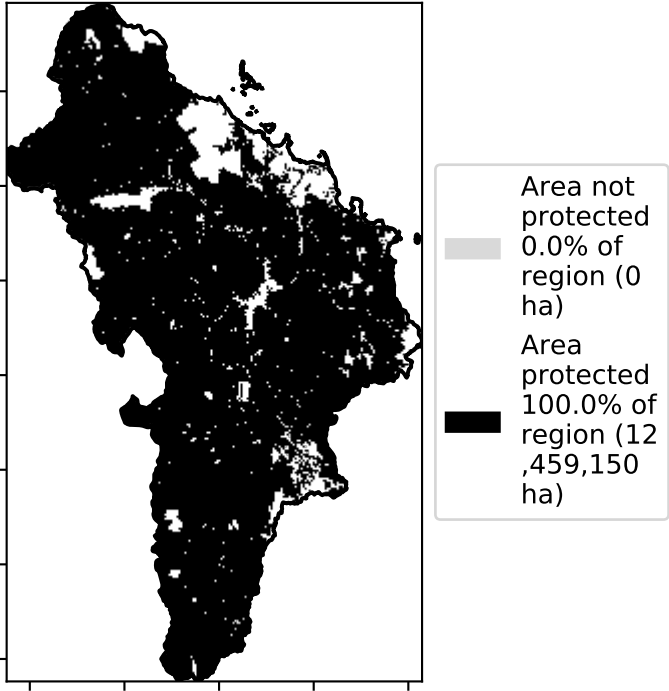 Area not
protected
0.0% of
region (0
ha)
Area
protected
100.0% of
region (12
,459,150
ha)